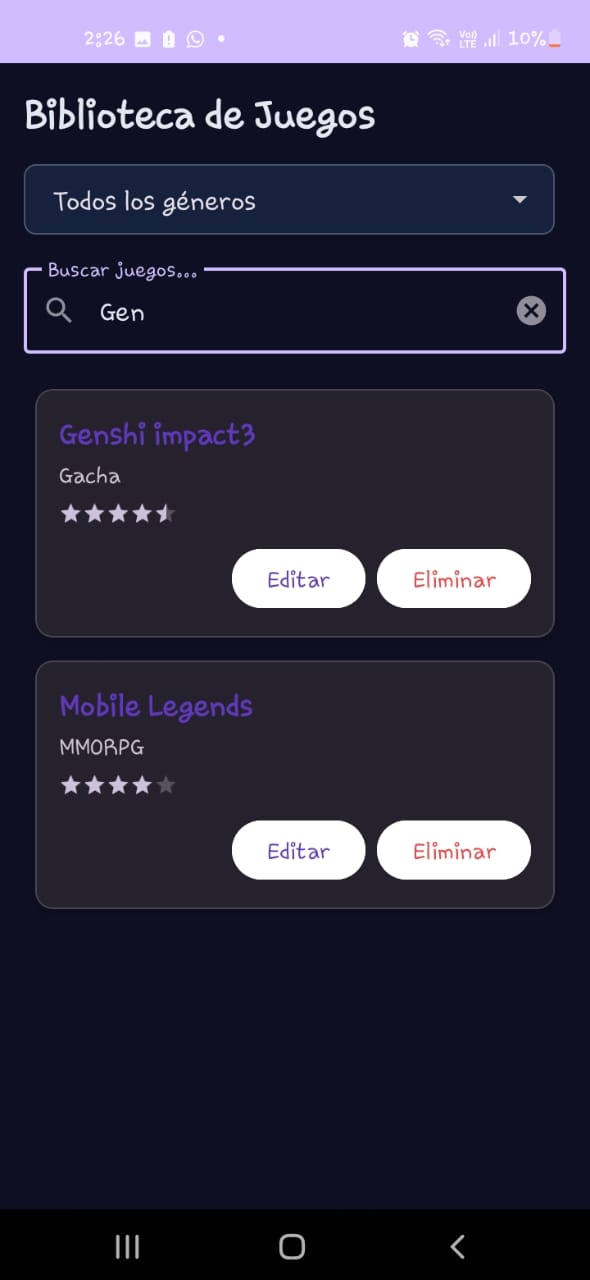 2:26
Vo)) LTE 10%
Biblioteca de Juegos
Todos los géneros
Buscar juegos...
Gen
Genshi impact3
Gacha
Editar Eliminar
Mobile Legends
MMORPG
Editar Eliminar